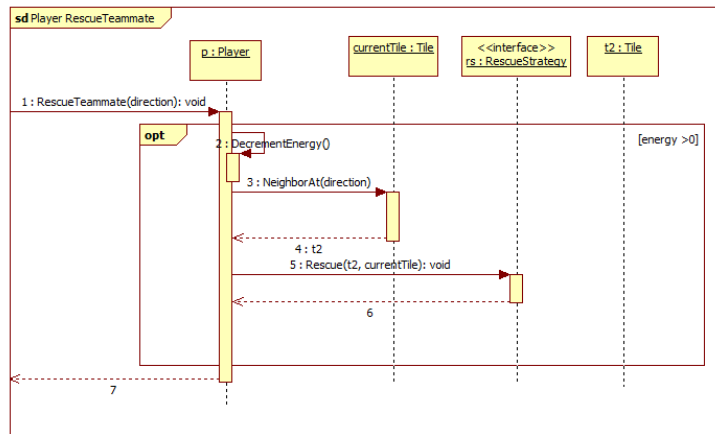 sd Player RescueTeammate
p : Player
currentTile : Tile
<<interface>>
rs : RescueStrategy
t2 : Tile
1 : RescueTeammate(direction): void
opt
[energy >0]
2 : DecrementEnergy()
3 : NeighborAt(direction)
4 : t2
5 : Rescue(t2, currentTile): void
6
7